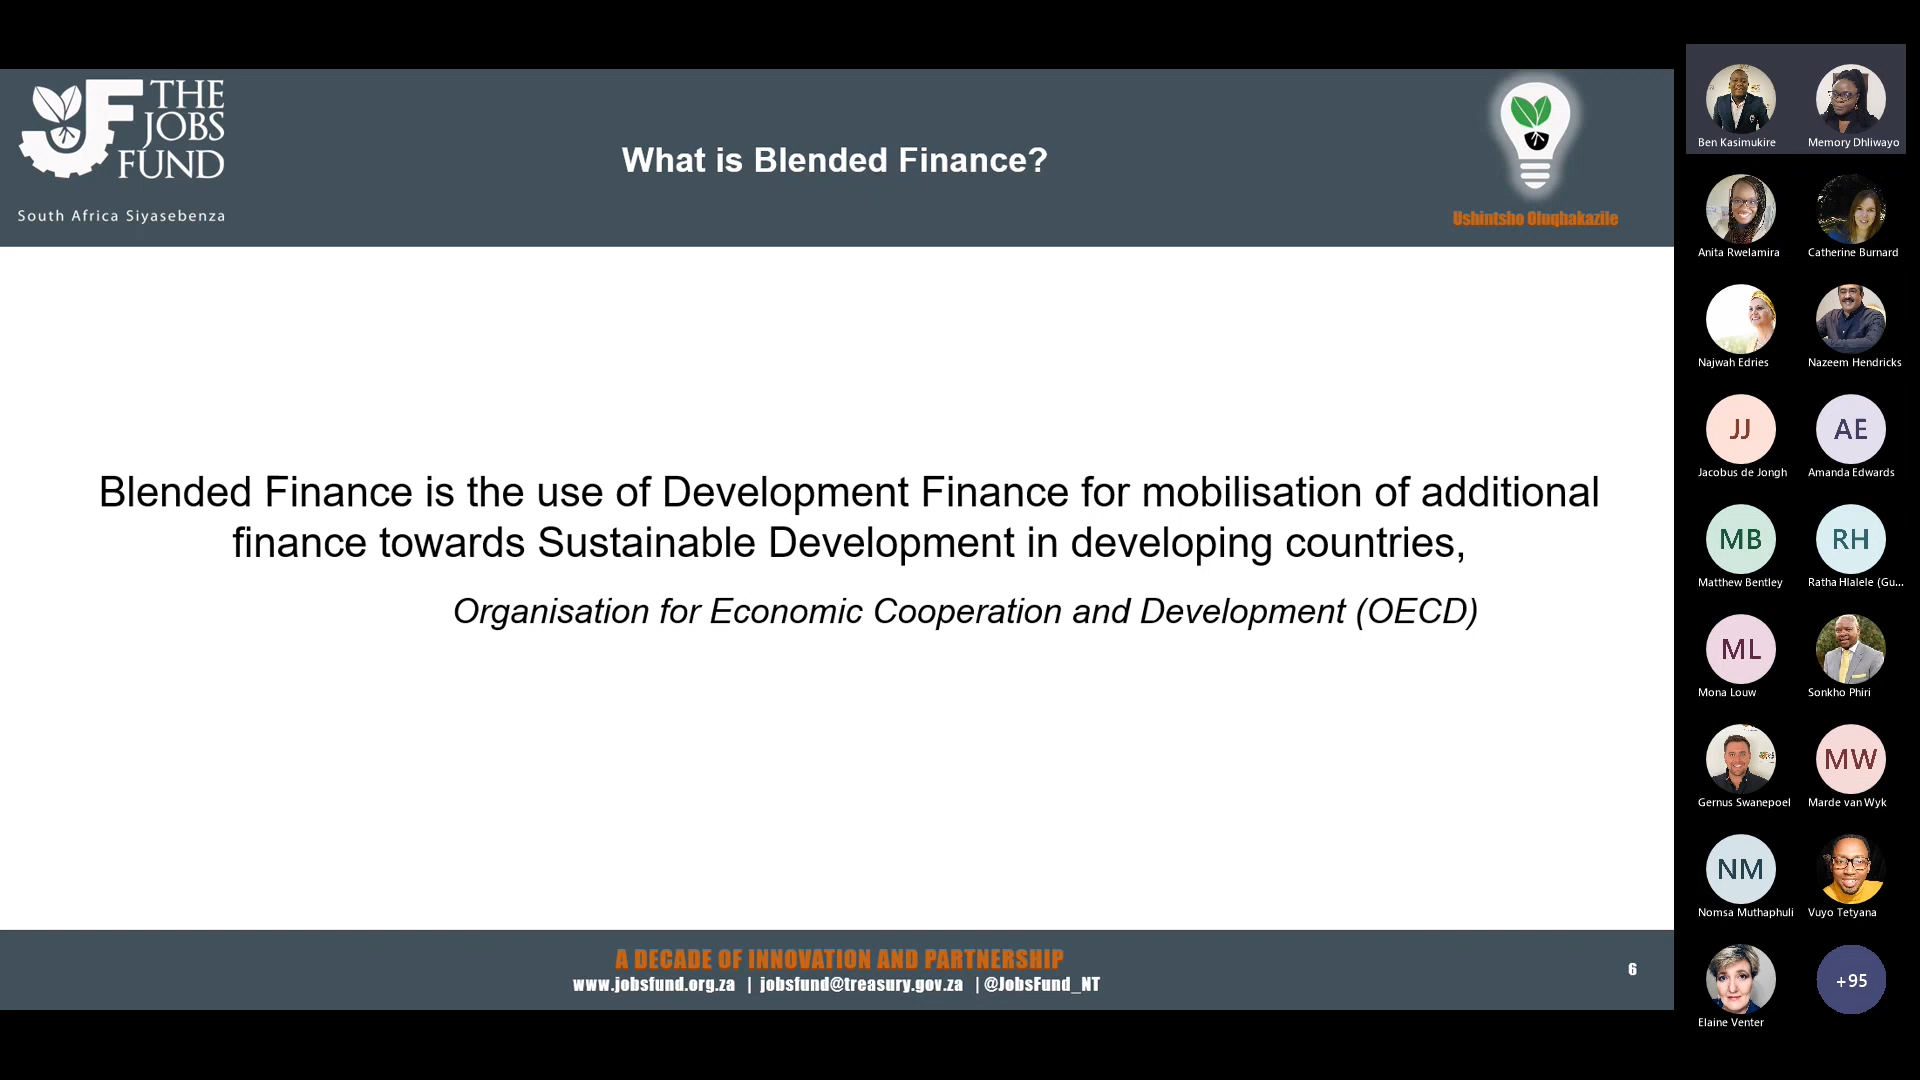 THE
JOBS
FUND
South Africa Siyasebenza
What is Blended Finance?
Ushintsho Oluqhakazile
Blended Finance is the use of Development Finance for mobilisation of additional
finance towards Sustainable Development in developing countries,
Organisation for Economic Cooperation and Development (OECD)
A DECADE OF INNOVATION AND PARTNERSHIP
www.jobsfund.org.za | jobsfund@treasury.gov.za | @JobsFund_NT
6
Ben Kasimukire
Memory Dhliwayo
Anita Rwelamira
Catherine Burnard
Najwah Edries
Nazeem Hendricks
JJ
AE
Jacobus de Jongh
Amanda Edwards
MB
RH
Matthew Bentley
Ratha Hlalele (Gu...
ML
Mona Louw
Sonkho Phiri
MW
Gernus Swanepoel
Marde van Wyk
NM
Nomsa Muthaphuli
Vuyo Tetyana
+95
Elaine Venter